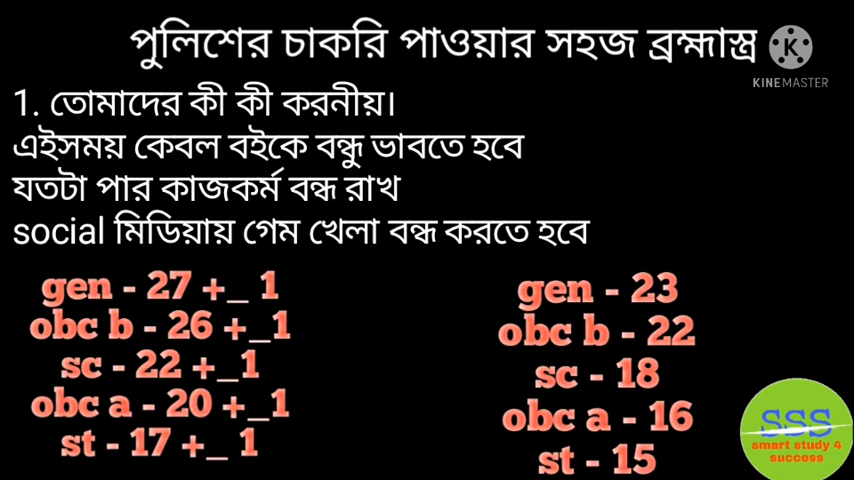 পুলিশের চাকরি পাওয়ার সহজ ব্রহ্মাস্ত্র
K
KINEMASTER
1. তোমাদের কী কী করনীয়।
এইসময় কেবল বইকে বন্ধু ভাবতে হবে
যতটা পার কাজকর্ম বন্ধ রাখ
social মিডিয়ায় গেম খেলা বন্ধ করতে হবে
gen - 27 +_ 1
obc b - 26 +_1
sc - 22 +_1
obc a - 20 +_1
st - 17 +_ 1
gen - 23
obc b - 22
sc - 18
obc a - 16
st - 15
SSS
smart study 4
success